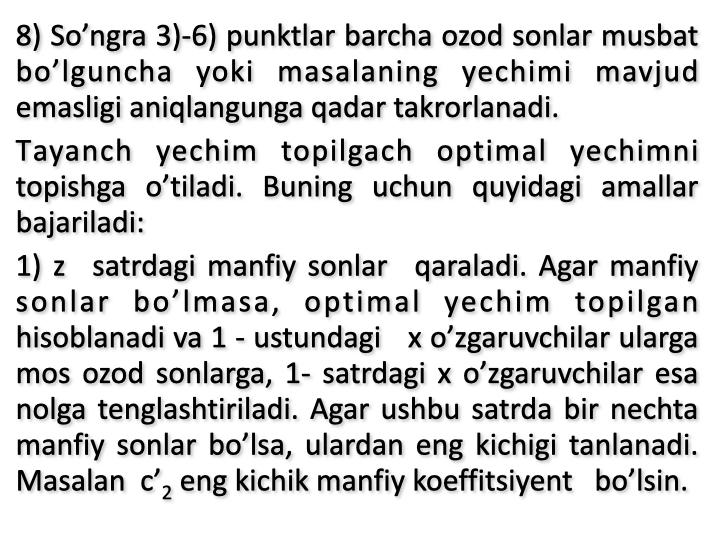 8) So’ngra 3)-6) punktlar barcha ozod sonlar musbat
bo’lguncha yoki masalaning yechimi mavjud
emasligi aniqlangunga qadar takrorlanadi.
Tayanch yechim topilgach optimal yechimni
topishga o’tiladi. Buning uchun quyidagi amallar
bajariladi:
1) z satrdagi manfiy sonlar qaraladi. Agar manfiy
sonlar bo’lmasa, optimal yechim topilgan
hisoblanadi va 1 - ustundagi x o’zgaruvchilar ularga
mos ozod sonlarga, 1- satrdagi x o’zgaruvchilar esa
nolga tenglashtiriladi. Agar ushbu satrda bir nechta
manfiy sonlar bo’lsa, ulardan eng kichigi tanlanadi.
Masalan c’₂ eng kichik manfiy koeffitsiyent bo’lsin.